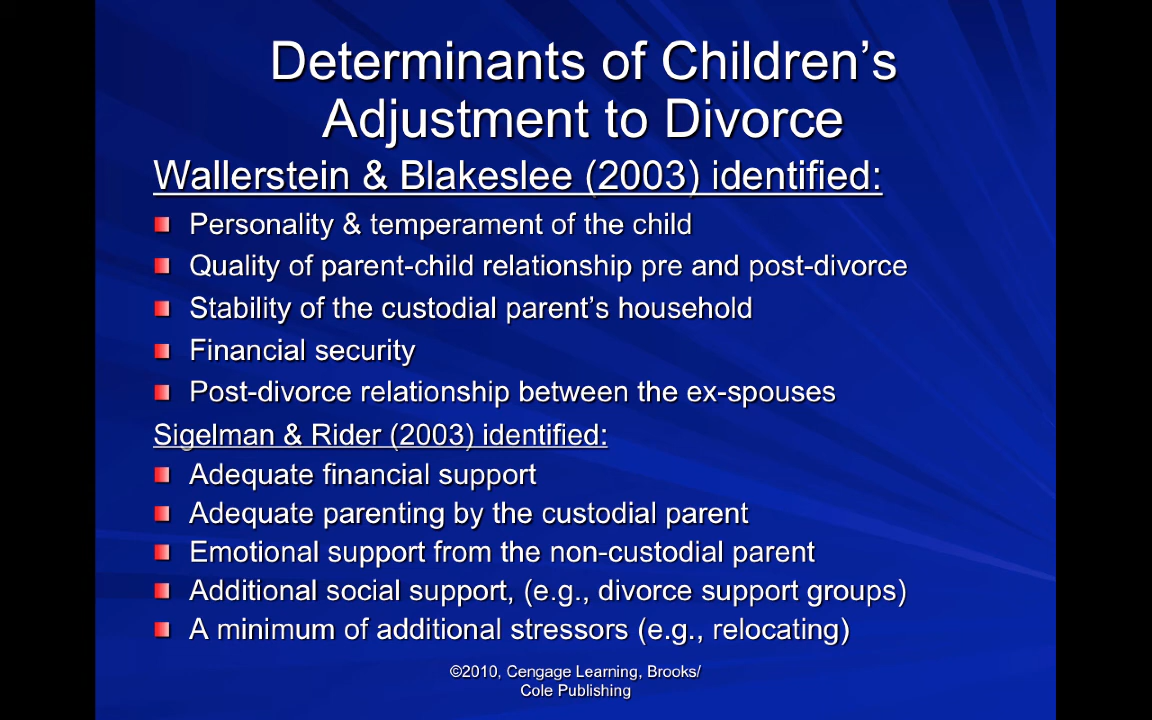 Determinants of Children’s
Adjustment to Divorce
Wallerstein & Blakeslee (2003) identified:
Personality & temperament of the child
Quality of parent-child relationship pre and post-divorce
Stability of the custodial parent’s household
Financial security
Post-divorce relationship between the ex-spouses
Sigelman & Rider (2003) identified:
Adequate financial support
Adequate parenting by the custodial parent
Emotional support from the non-custodial parent
Additional social support, (e.g., divorce support groups)
A minimum of additional stressors (e.g., relocating)
©2010, Cengage Learning, Brooks/
Cole Publishing